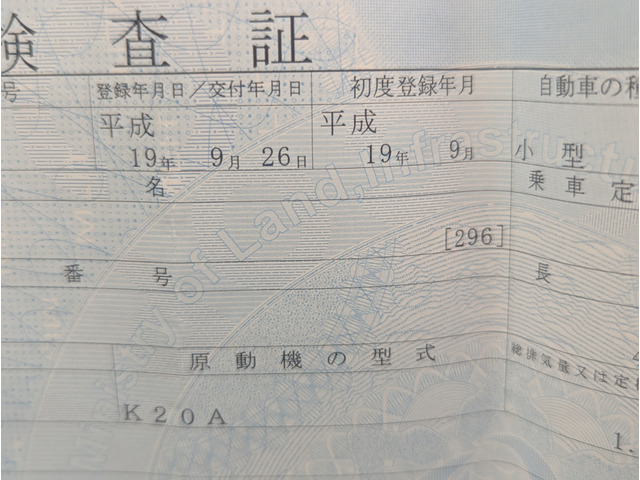 検査証
号 登録年月日／交付年月日 初度登録年月 自動車の種
平成 平成
19年 9月 26日 19年 9月 小型
名 乗車定
[296]
番号 長
原動機の型式 総排気量又は定格
K20A
1.
Ministry of Land, Infrastructure